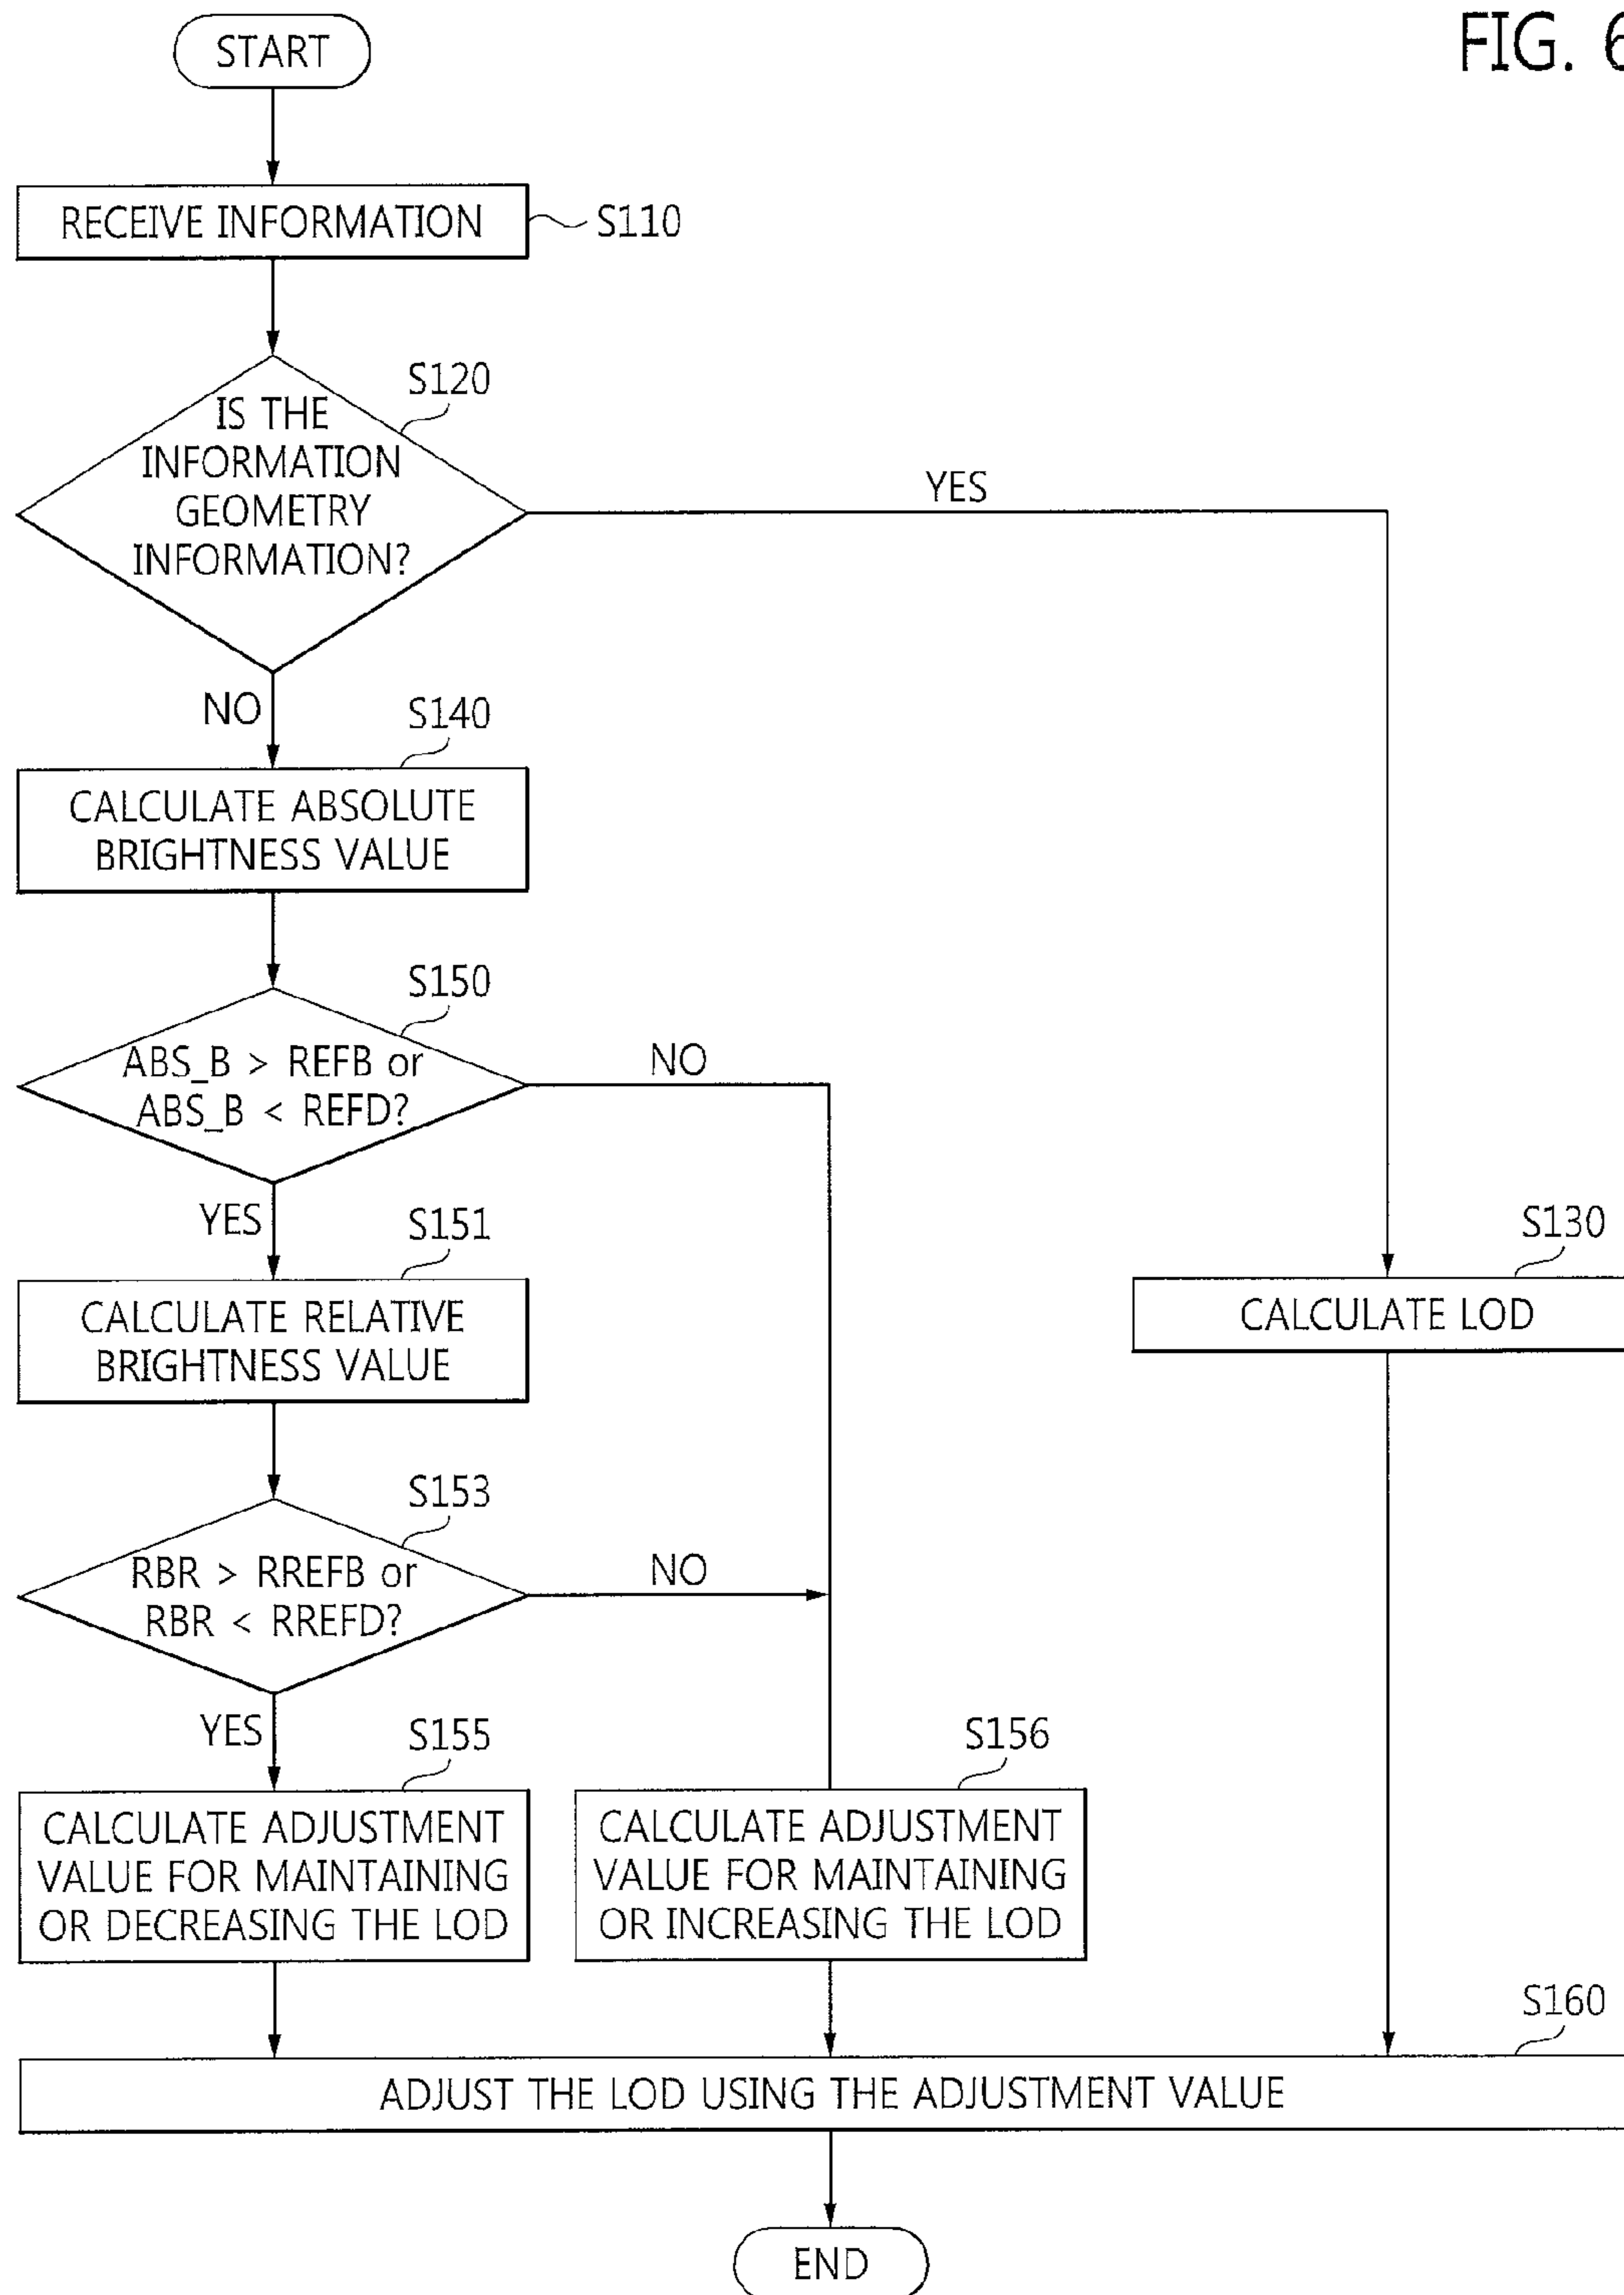 FIG. 6
START
RECEIVE INFORMATION
S110
S120
IS THE
INFORMATION
GEOMETRY
INFORMATION?
YES
NO
S140
CALCULATE ABSOLUTE
BRIGHTNESS VALUE
S150
ABS_B > REFB or
ABS_B < REFD?
NO
YES
S151
CALCULATE RELATIVE
BRIGHTNESS VALUE
S130
CALCULATE LOD
S153
RBR > RREFB or
RBR < RREFD?
NO
YES
S155
CALCULATE ADJUSTMENT
VALUE FOR MAINTAINING
OR DECREASING THE LOD
S156
CALCULATE ADJUSTMENT
VALUE FOR MAINTAINING
OR INCREASING THE LOD
S160
ADJUST THE LOD USING THE ADJUSTMENT VALUE
END